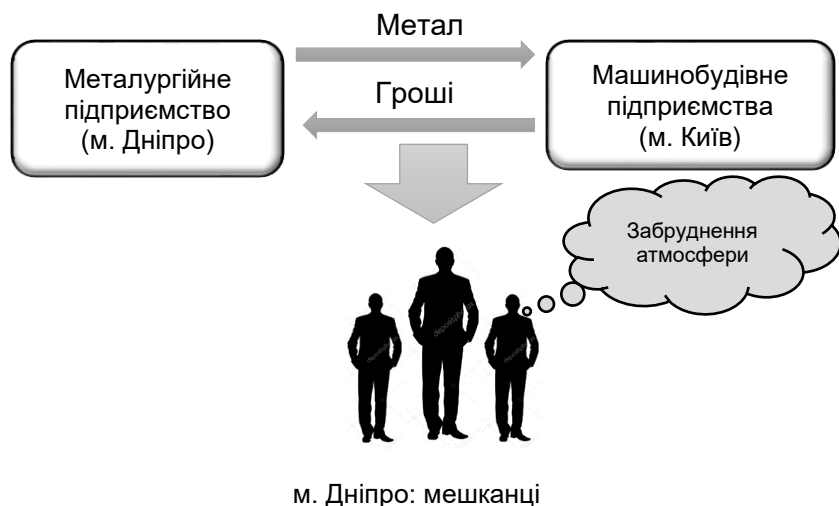 Метал
Металургійне
підприємство
(м. Дніпро)
Гроші
Машинобудівне
підприємства
(м. Київ)
Забруднення
атмосфери
м. Дніпро: мешканці